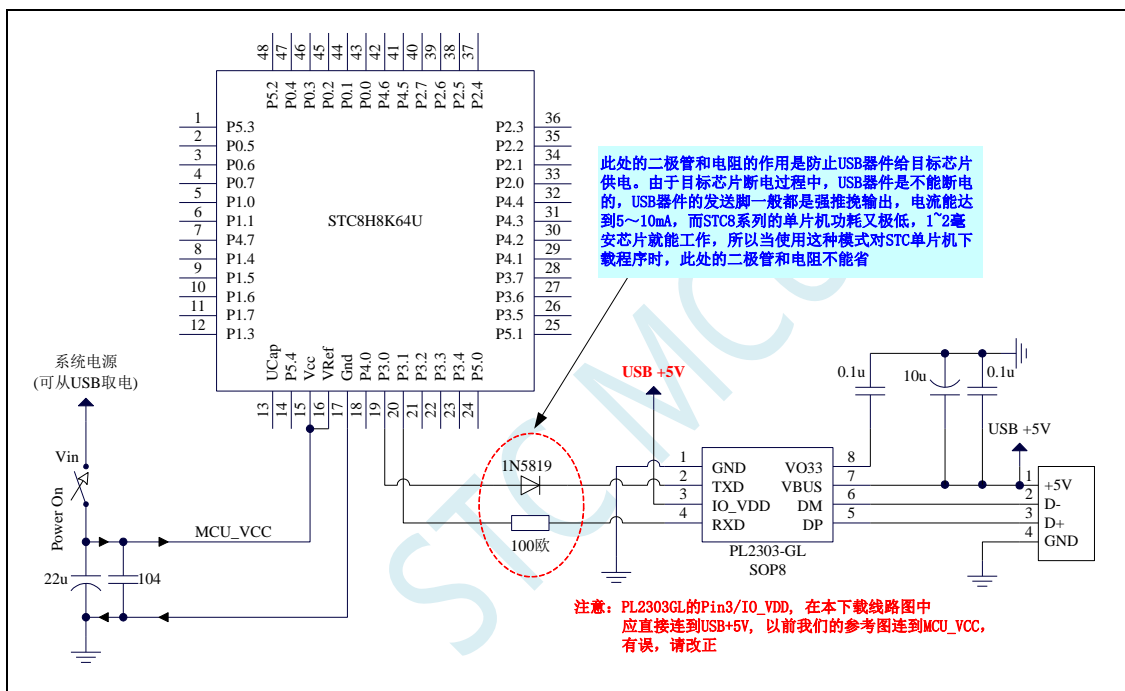 48 47 46 45 44 43 42 41 40 39 38 37
P5.2 P0.4 P0.3 P0.2 P0.1 P0.0 P4.6 P4.5 P2.7 P2.6 P2.5 P2.4
1 P5.3
2 P0.5
3 P0.6
4 P0.7
5 P1.0
6 P1.1
7 P4.7
8 P1.4
9 P1.5
10 P1.6
11 P1.7
12 P1.3
STC8H8K64U
P2.3 36
P2.2 35
P2.1 34
P2.0 33
P4.4 32
P4.3 31
P4.2 30
P4.1 29
P3.7 28
P3.6 27
P3.5 26
P5.1 25
UCap P5.4 Vcc VRef Gnd P4.0 P3.0 P3.1 P3.2 P3.3 P3.4 P5.0
13 14 15 16 17 18 19 20 21 22 23 24
此处的二极管和电阻的作用是防止USB器件给目标芯片
供电。由于目标芯片断电过程中，USB器件是不能断电
的，USB器件的发送脚一般都是强推挽输出，电流能达
到5～10mA，而STC8系列的单片机功耗又极低，1~2毫
安芯片就能工作，所以当使用这种模式对STC单片机下
载程序时，此处的二极管和电阻不能省
系统电源
(可从USB取电)
Vin
Power On
MCU_VCC
22u
104
1N5819
100欧
USB +5V
0.1u
10u
0.1u
USB +5V
1 GND
2 TXD
3 IO_VDD
4 RXD
VO33 8
VBUS 7
DM 6
DP 5
PL2303-GL
SOP8
1 +5V
2 D-
3 D+
4 GND
注意：PL2303GL的Pin3/IO_VDD, 在本下载线路图中
应直接连到USB+5V, 以前我们的参考图连到MCU_VCC,
有误，请改正
STC MCU